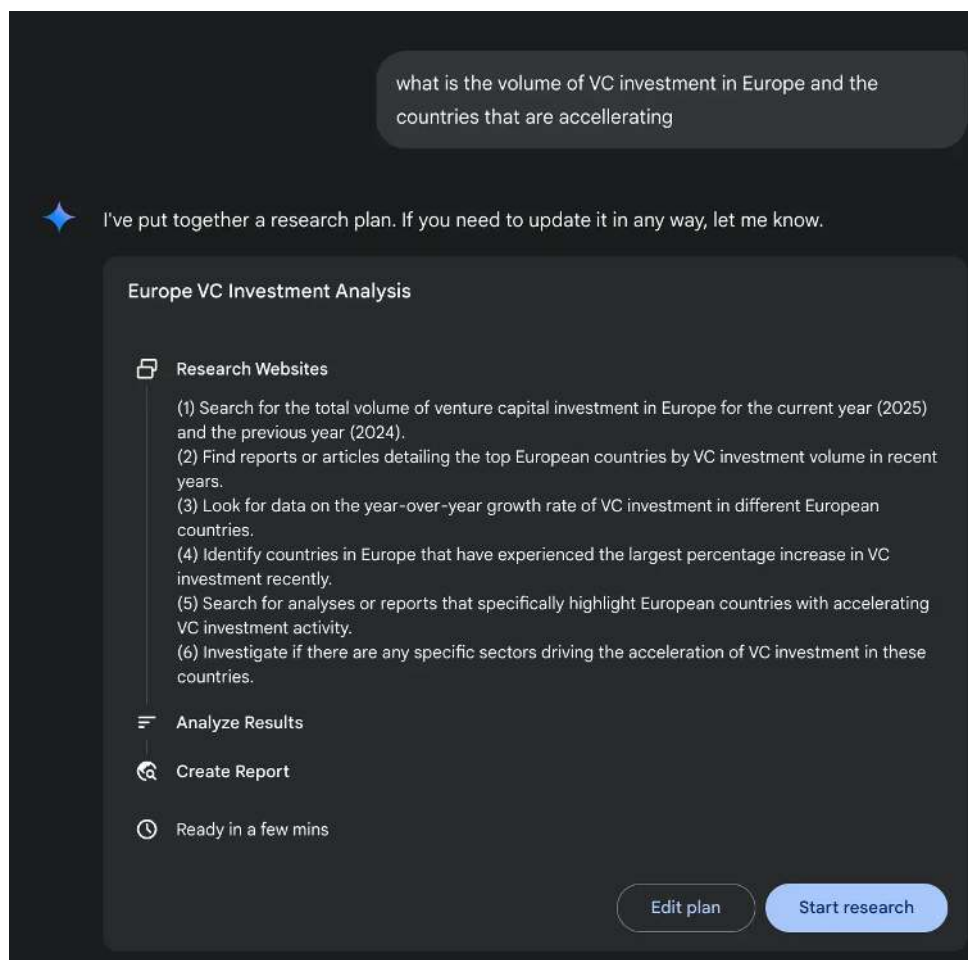 what is the volume of VC investment in Europe and the
countries that are accellerating
I've put together a research plan. If you need to update it in any way, let me know.
Europe VC Investment Analysis
Research Websites
(1) Search for the total volume of venture capital investment in Europe for the current year (2025)
and the previous year (2024).
(2) Find reports or articles detailing the top European countries by VC investment volume in recent
years.
(3) Look for data on the year-over-year growth rate of VC investment in different European
countries.
(4) Identify countries in Europe that have experienced the largest percentage increase in VC
investment recently.
(5) Search for analyses or reports that specifically highlight European countries with accelerating
VC investment activity.
(6) Investigate if there are any specific sectors driving the acceleration of VC investment in these
countries.
Analyze Results
Create Report
Ready in a few mins
Edit plan
Start research